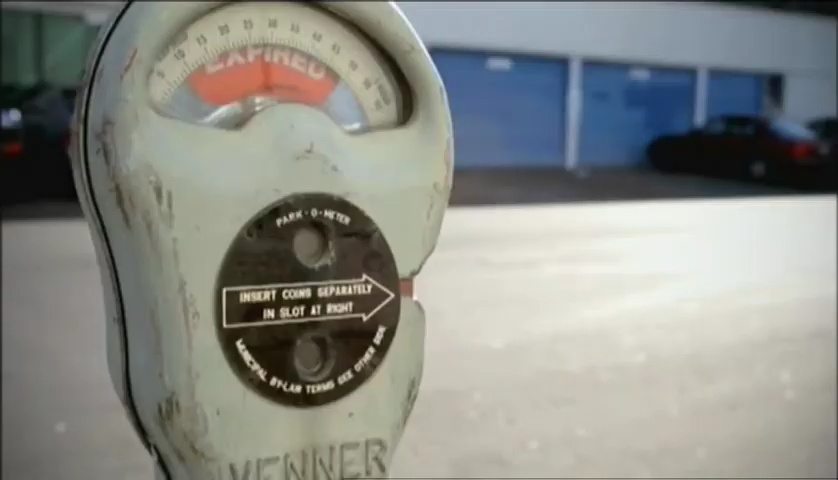 EXPIRED
PARK-O-METER
INSERT COINS SEPARATELY
IN SLOT AT RIGHT
MUNICIPAL BY-LAW TERMS SEE OTHER SIDE
VENNER